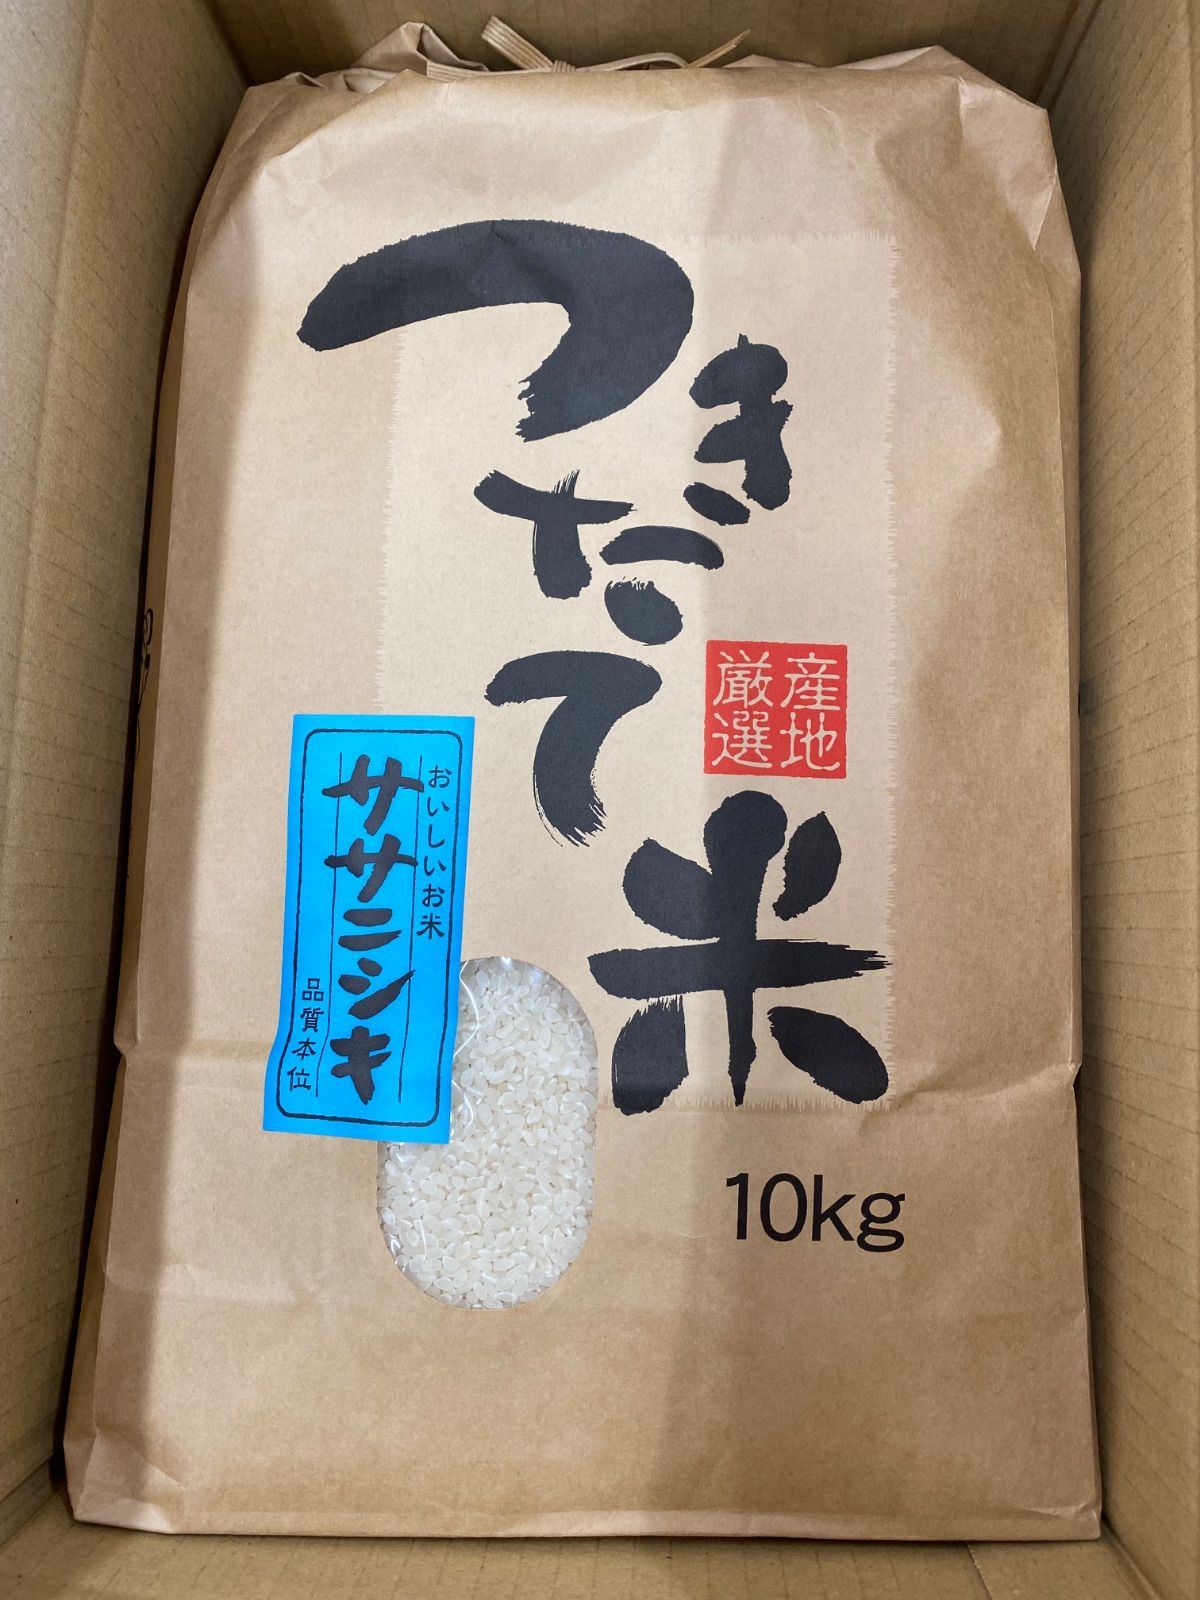 つきたて米
産地
厳選
おいしいお米
ササニシキ
品質本位
10kg